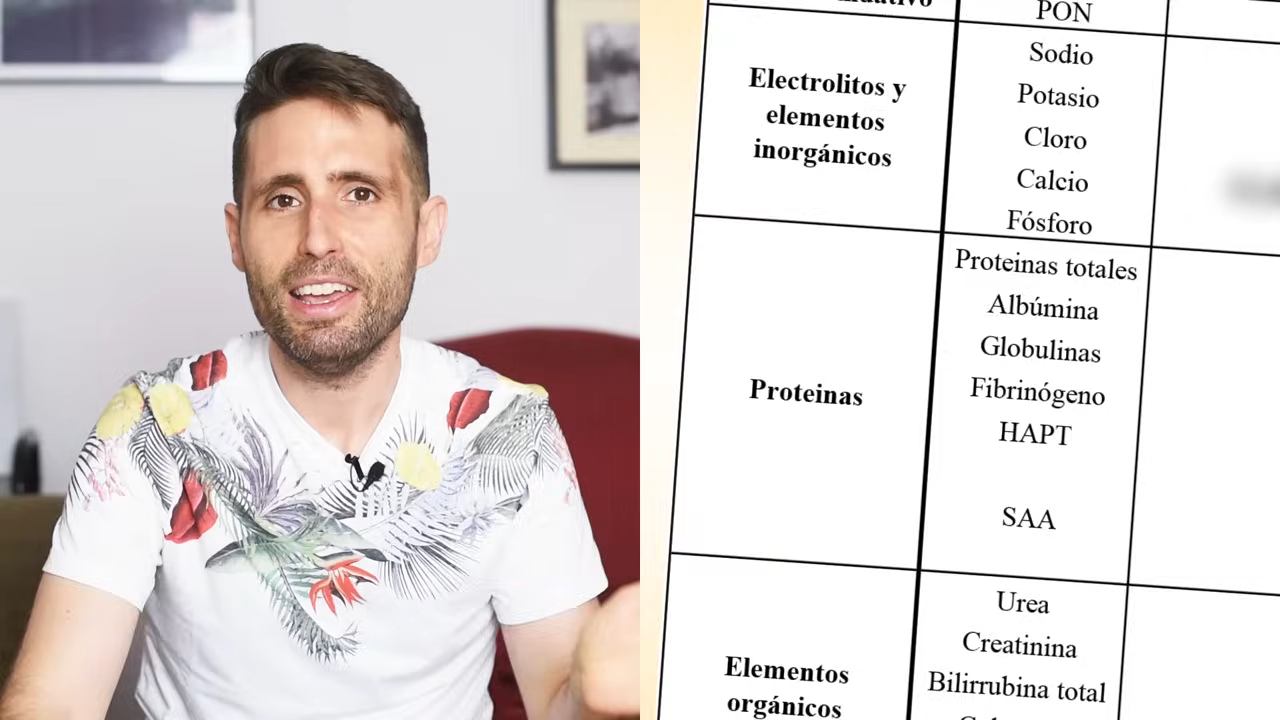 PON
Electrolitos y
elementos
inorgánicos
Sodio
Potasio
Cloro
Calcio
Fósforo
Proteinas
Proteinas totales
Albúmina
Globulinas
Fibrinógeno
HAPT
SAA
Elementos
orgánicos
Urea
Creatinina
Bilirrubina total